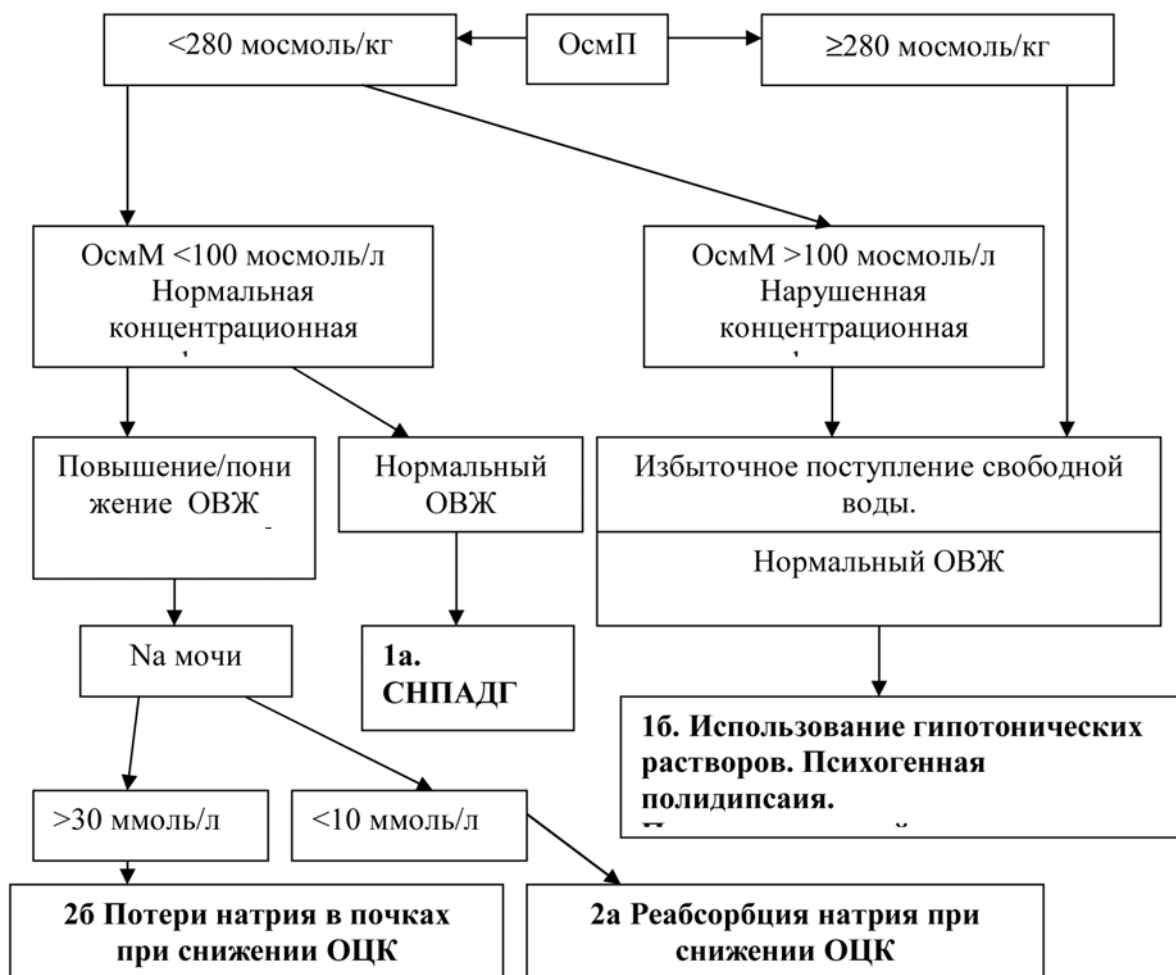 <280 мосмоль/кг
ОсмП
≥280 мосмоль/кг
ОсмМ <100 мосмоль/л
Нормальная
концентрационная
ОсмМ >100 мосмоль/л
Нарушенная
концентрационная
Повышение/пони
жение ОВЖ
Нормальный
ОВЖ
Избыточное поступление свободной
воды.
Нормальный ОВЖ
Na мочи
1а.
СНПАДГ
1б. Использование гипотонических
растворов. Психогенная
полидипсаия.
>30 ммоль/л
<10 ммоль/л
2б Потери натрия в почках
при снижении ОЦК
2а Реабсорбция натрия при
снижении ОЦК